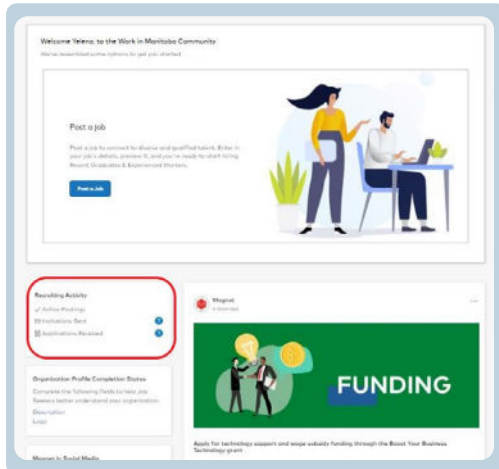 Welcome Yelena, to the Work in Manitoba Community
We've assembled some options to get you started
Post a job
Post a job to connect to diverse and qualified talent. Enter in
your job's details, preview it, and you're ready to start hiring
Recent Graduates & Experienced Workers.
Post a Job
Recruiting Activity
Active Postings
Invitations Sent
Applications Received
Organization Profile Completion Status
Complete the following fields to help Job
Seekers better understand your organization:
Description
Logo
Magnet in Social Media
Magnet
FUNDING
Apply for technology support and wage subsidy funding through the Boost Your Business
Technology grant